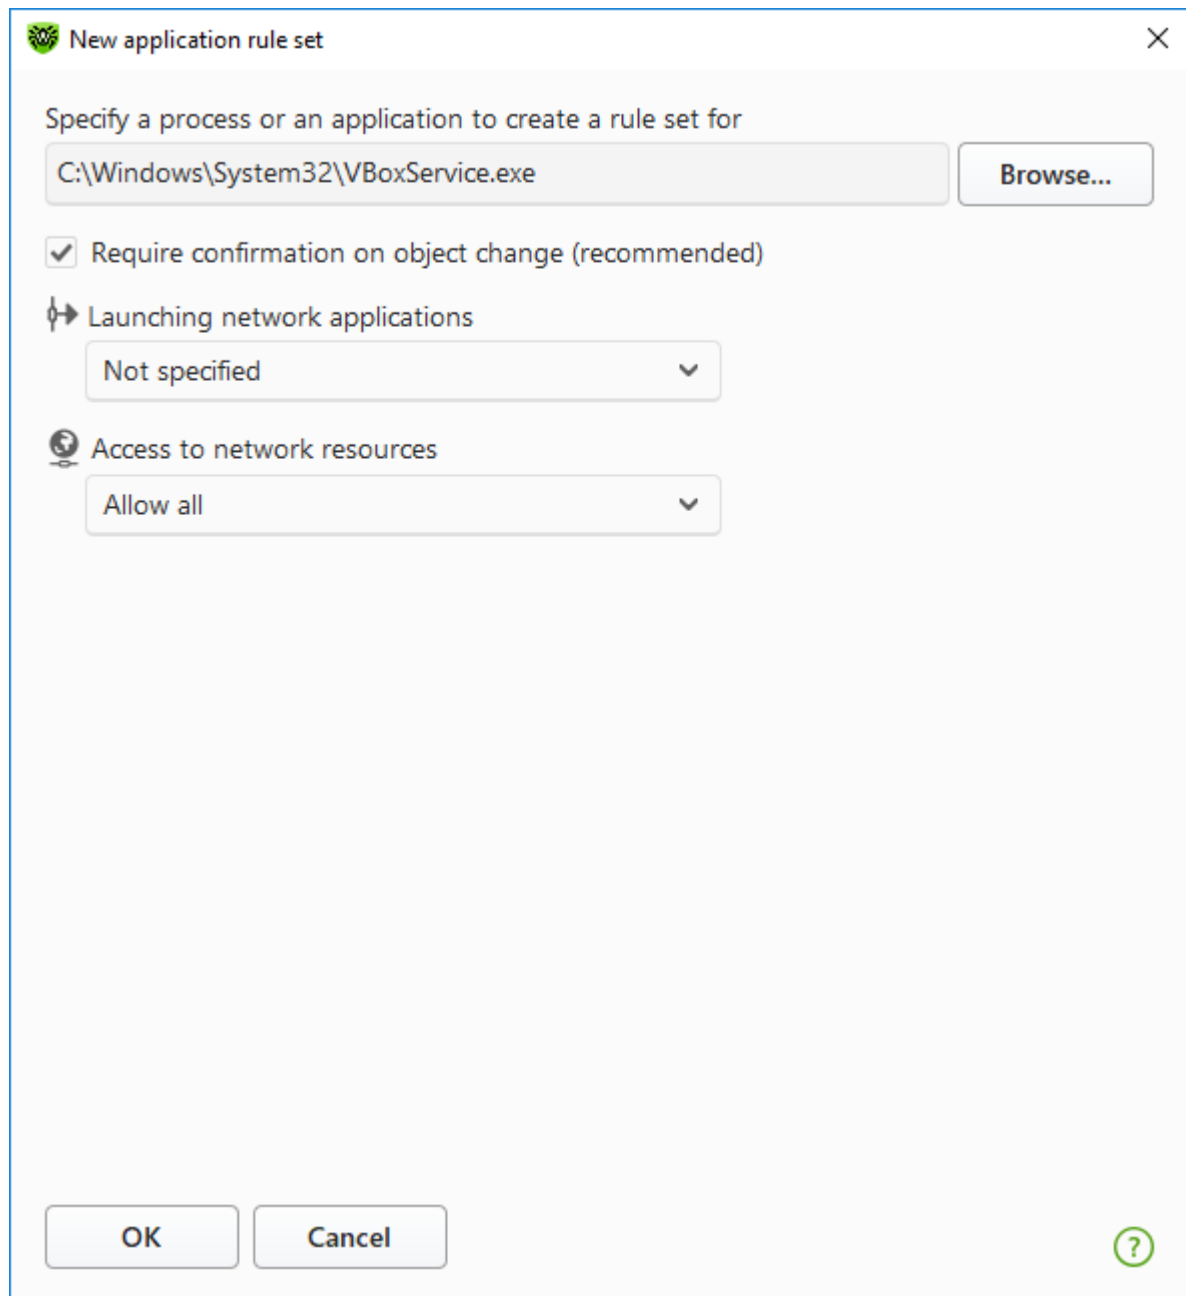 New application rule set
Specify a process or an application to create a rule set for
C:\Windows\System32\VBoxService.exe
Browse...
Require confirmation on object change (recommended)
Launching network applications
Not specified
Access to network resources
Allow all
OK
Cancel
?